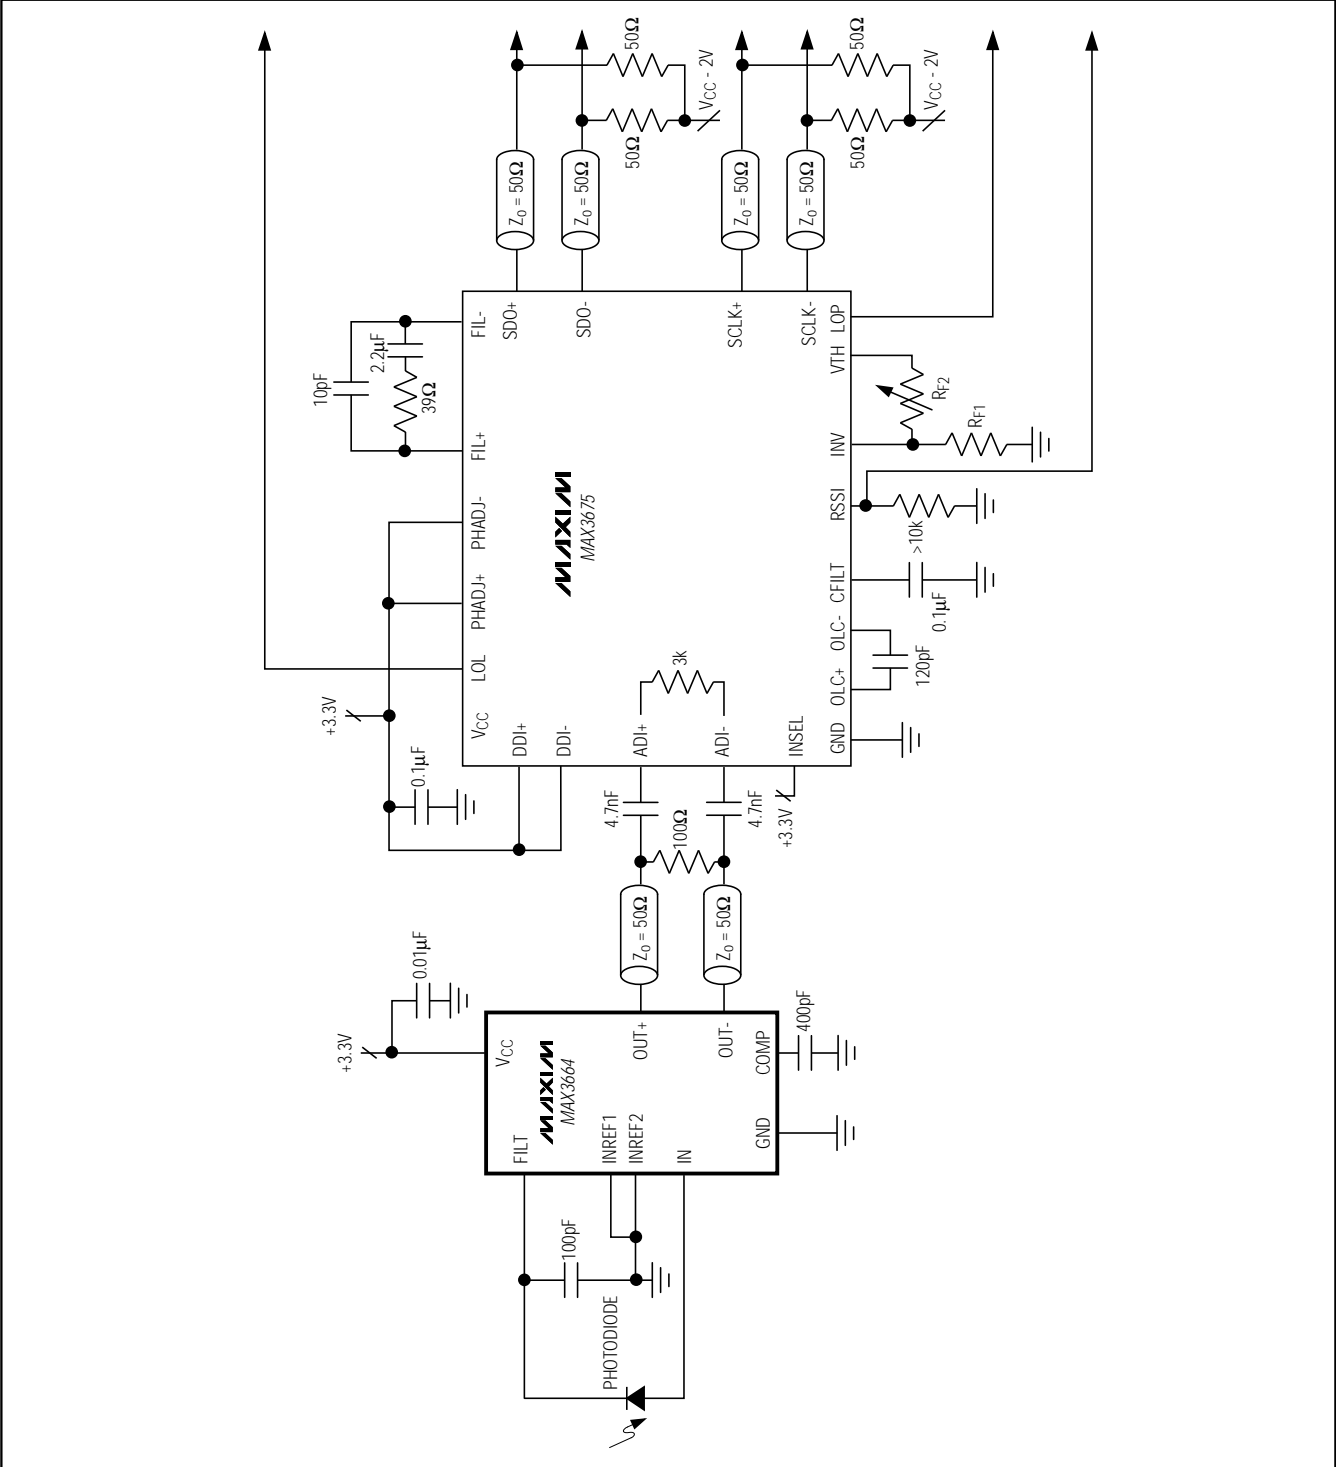 PHOTODIODE
100pF
FILT
INREF1
INREF2
IN
GND
COMP
VCC
OUT+
OUT-
MAXIM
MAX3664
+3.3V
0.01µF
400pF
Z0 = 50Ω
Z0 = 50Ω
100Ω
4.7nF
4.7nF
+3.3V
0.1µF
+3.3V
VCC
DDI+
DDI-
ADI+
ADI-
INSEL
3k
LOL
PHADJ+
PHADJ-
FIL+
FIL-
MAXIM
MAX3675
GND
OLC+
OLC-
CFILT
RSSI
INV
VTH
LOP
120pF
0.1µF
>10k
RF1
RF2
39Ω
2.2µF
10pF
SDO+
SDO-
SCLK+
SCLK-
Z0 = 50Ω
Z0 = 50Ω
Z0 = 50Ω
Z0 = 50Ω
50Ω
50Ω
VCC - 2V
50Ω
50Ω
VCC - 2V